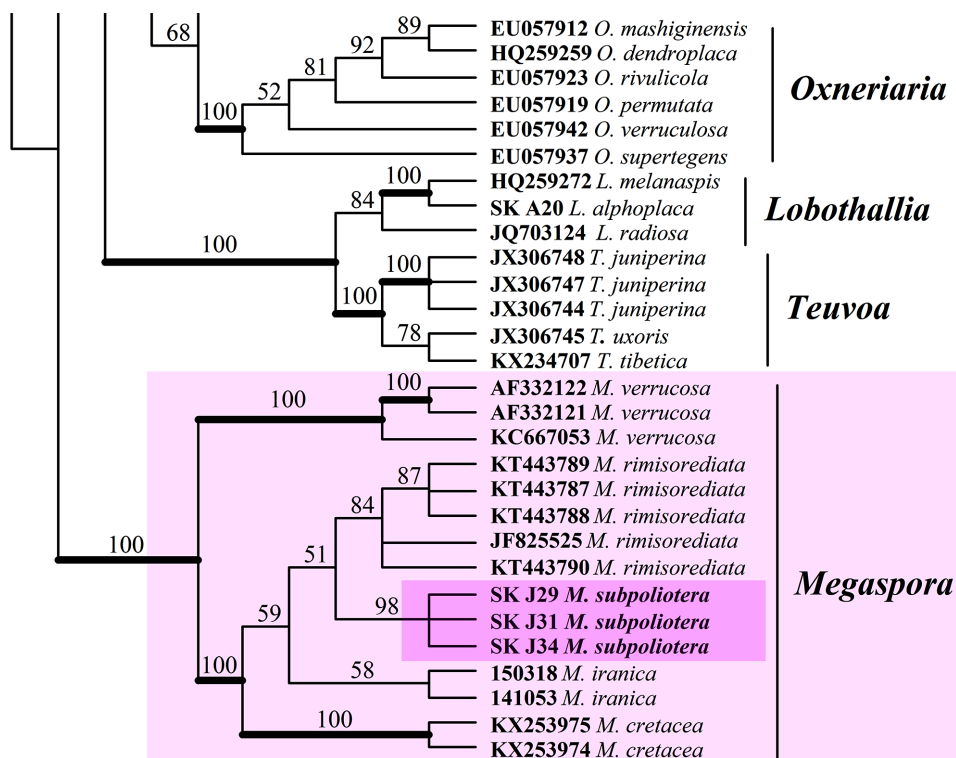 68
100
52
81
92
89
EU057912 O. mashiginensis
HQ259259 O. dendroplaca
EU057923 O. rivulicola
EU057919 O. permutata
EU057942 O. verruculosa
EU057937 O. supertegens
Oxneriaria
100
84
100
HQ259272 L. melanaspis
SK A20 L. alphoplaca
JQ703124 L. radiosa
Lobothallia
100
100
78
JX306748 T. juniperina
JX306747 T. juniperina
JX306744 T. juniperina
JX306745 T. uxoris
KX234707 T. tibetica
Teuvoa
100
100
100
AF332122 M. verrucosa
AF332121 M. verrucosa
KC667053 M. verrucosa
87
84
51
59
100
KT443789 M. rimisorediata
KT443787 M. rimisorediata
KT443788 M. rimisorediata
JF825525 M. rimisorediata
KT443790 M. rimisorediata
98
SK J29 M. subpoliotera
SK J31 M. subpoliotera
SK J34 M. subpoliotera
58
150318 M. iranica
141053 M. iranica
100
KX253975 M. cretacea
KX253974 M. cretacea
Megaspora